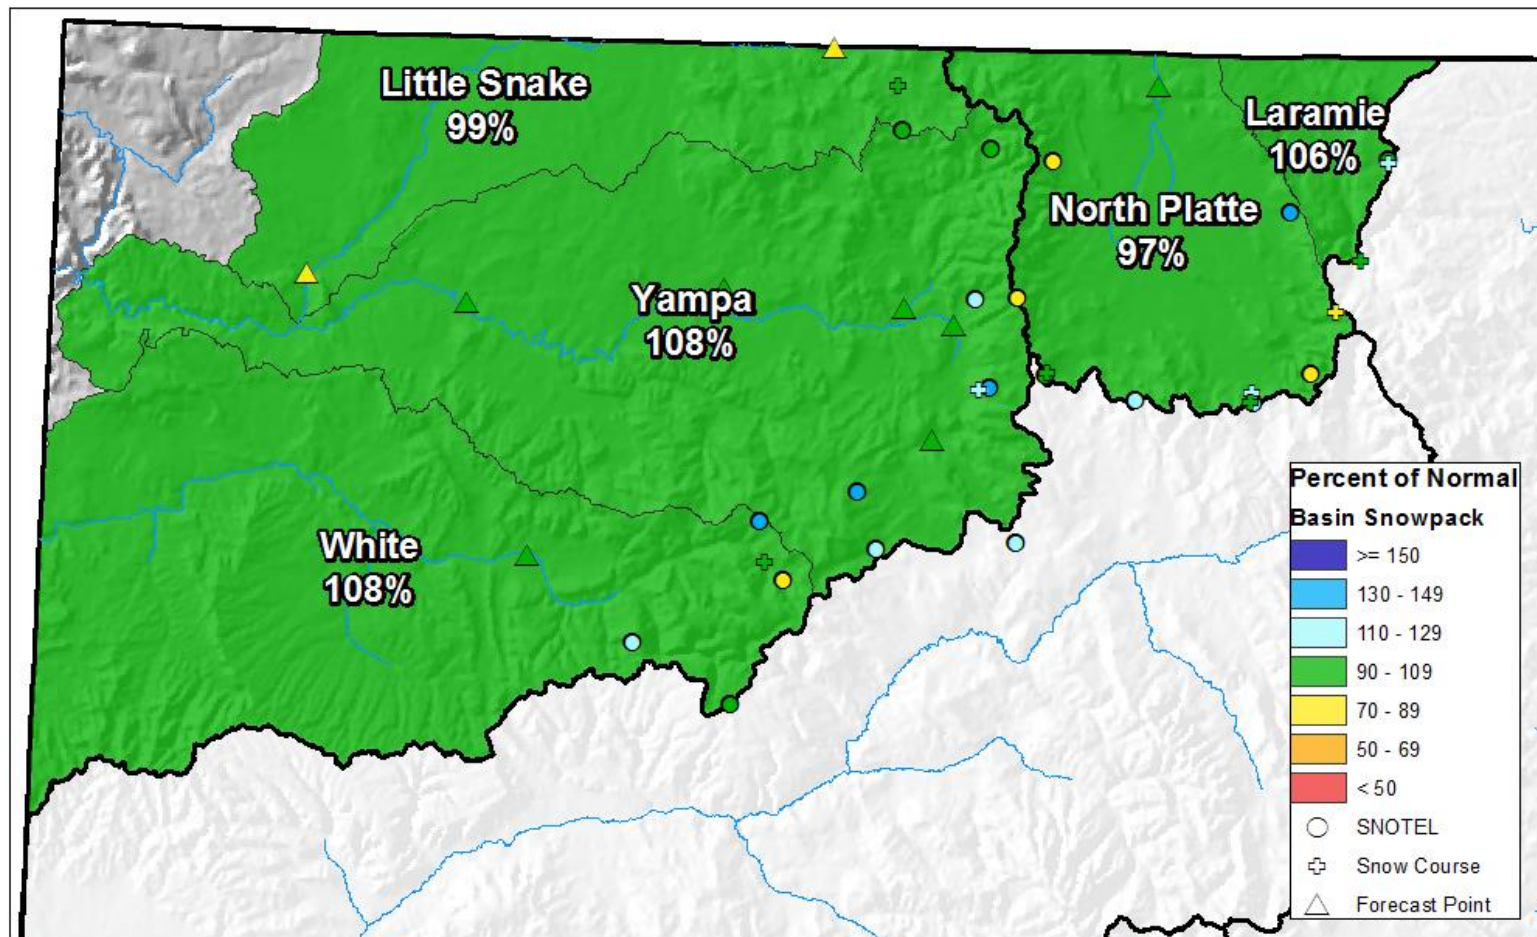 Little Snake
99%
Laramie
106%
North Platte
97%
Yampa
108%
White
108%
Percent of Normal
Basin Snowpack
>= 150
130 - 149
110 - 129
90 - 109
70 - 89
50 - 69
< 50
SNOTEL
Snow Course
Forecast Point